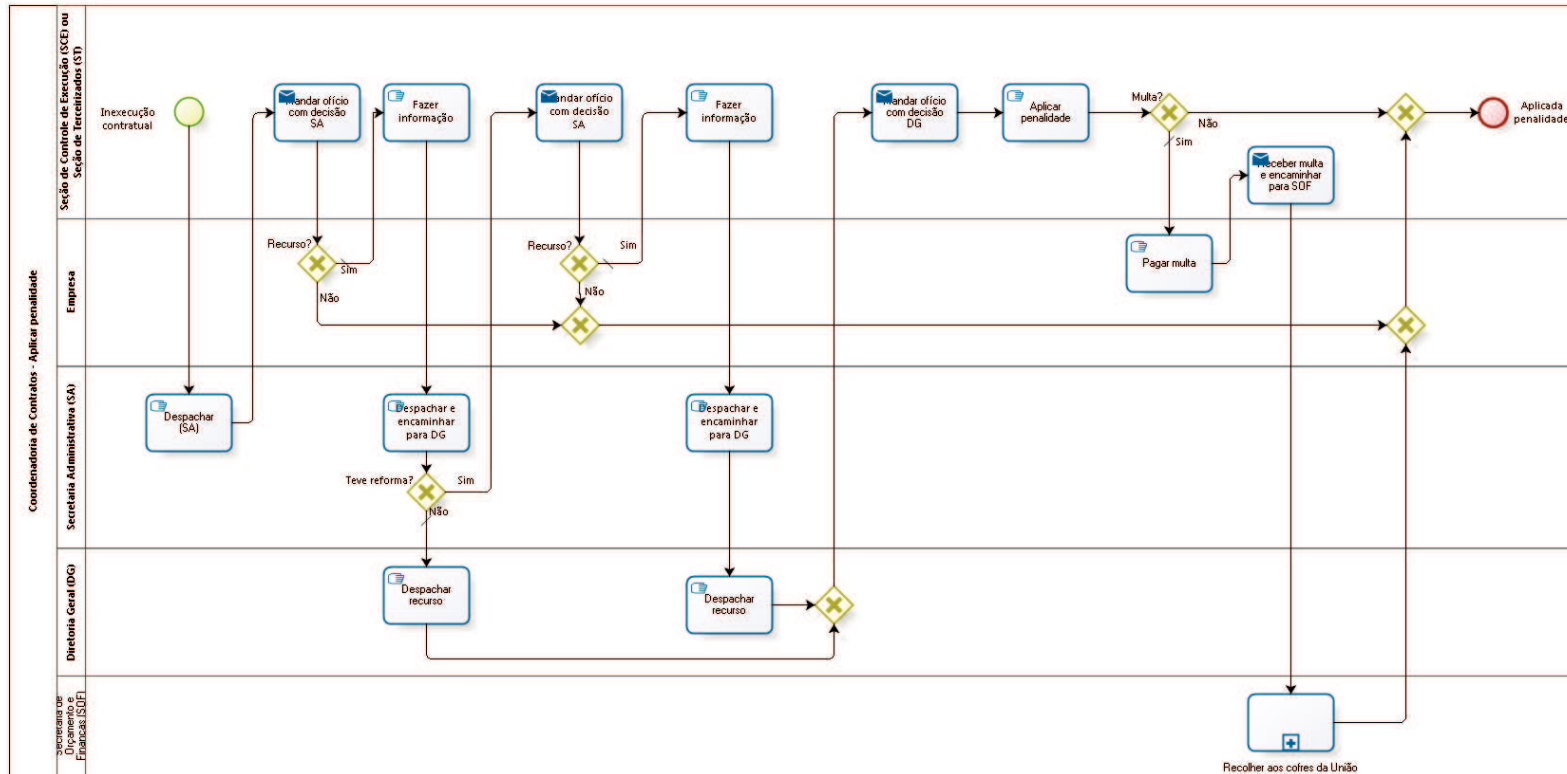 Coordenadoria de Contratos - Aplicar penalidade
Seção de Controle de Execução (SCE) ou
Seção de Terceirizados (ST)
Inexecução
contratual
Mandar ofício
com decisão
SA
Fazer
informação
Mandar ofício
com decisão
SA
Fazer
informação
Mandar ofício
com decisão
DG
Aplicar
penalidade
Multa?
Não
Sim
Receber multa
e encaminhar
para SOF
Aplicada
penalidade
Empresa
Recurso?
Sim
Não
Recurso?
Sim
Não
Pagar multa
Secretaria Administrativa (SA)
Despachar
(SA)
Despachar e
encaminhar
para DG
Teve reforma?
Sim
Não
Despachar e
encaminhar
para DG
Diretoria Geral (DG)
Despachar
recurso
Despachar
recurso
Secretaria de
Orçamento e
Finanças (SOF)
Recolher aos cofres da União